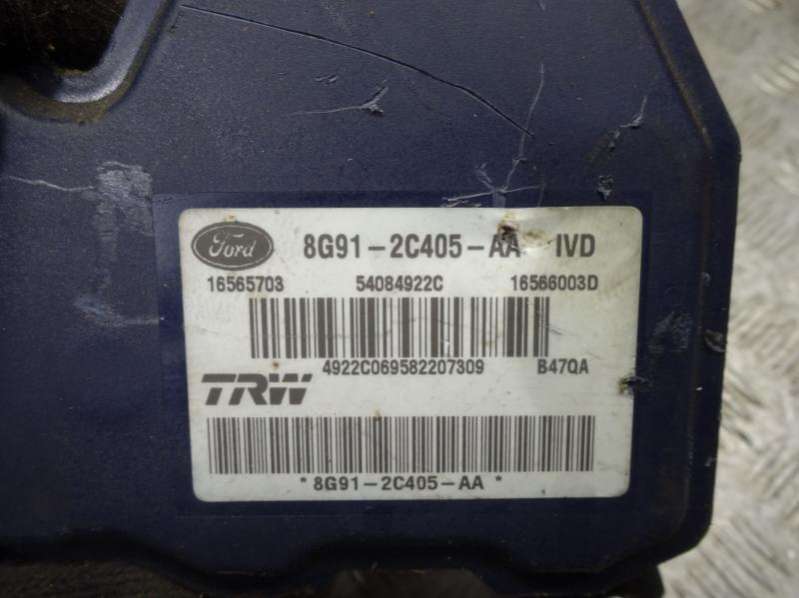 Ford 8G91-2C405-AA IVD
16565703 54084922C 16566003D
4922C069582207309 B47QA
TRW
* 8G91-2C405-AA *